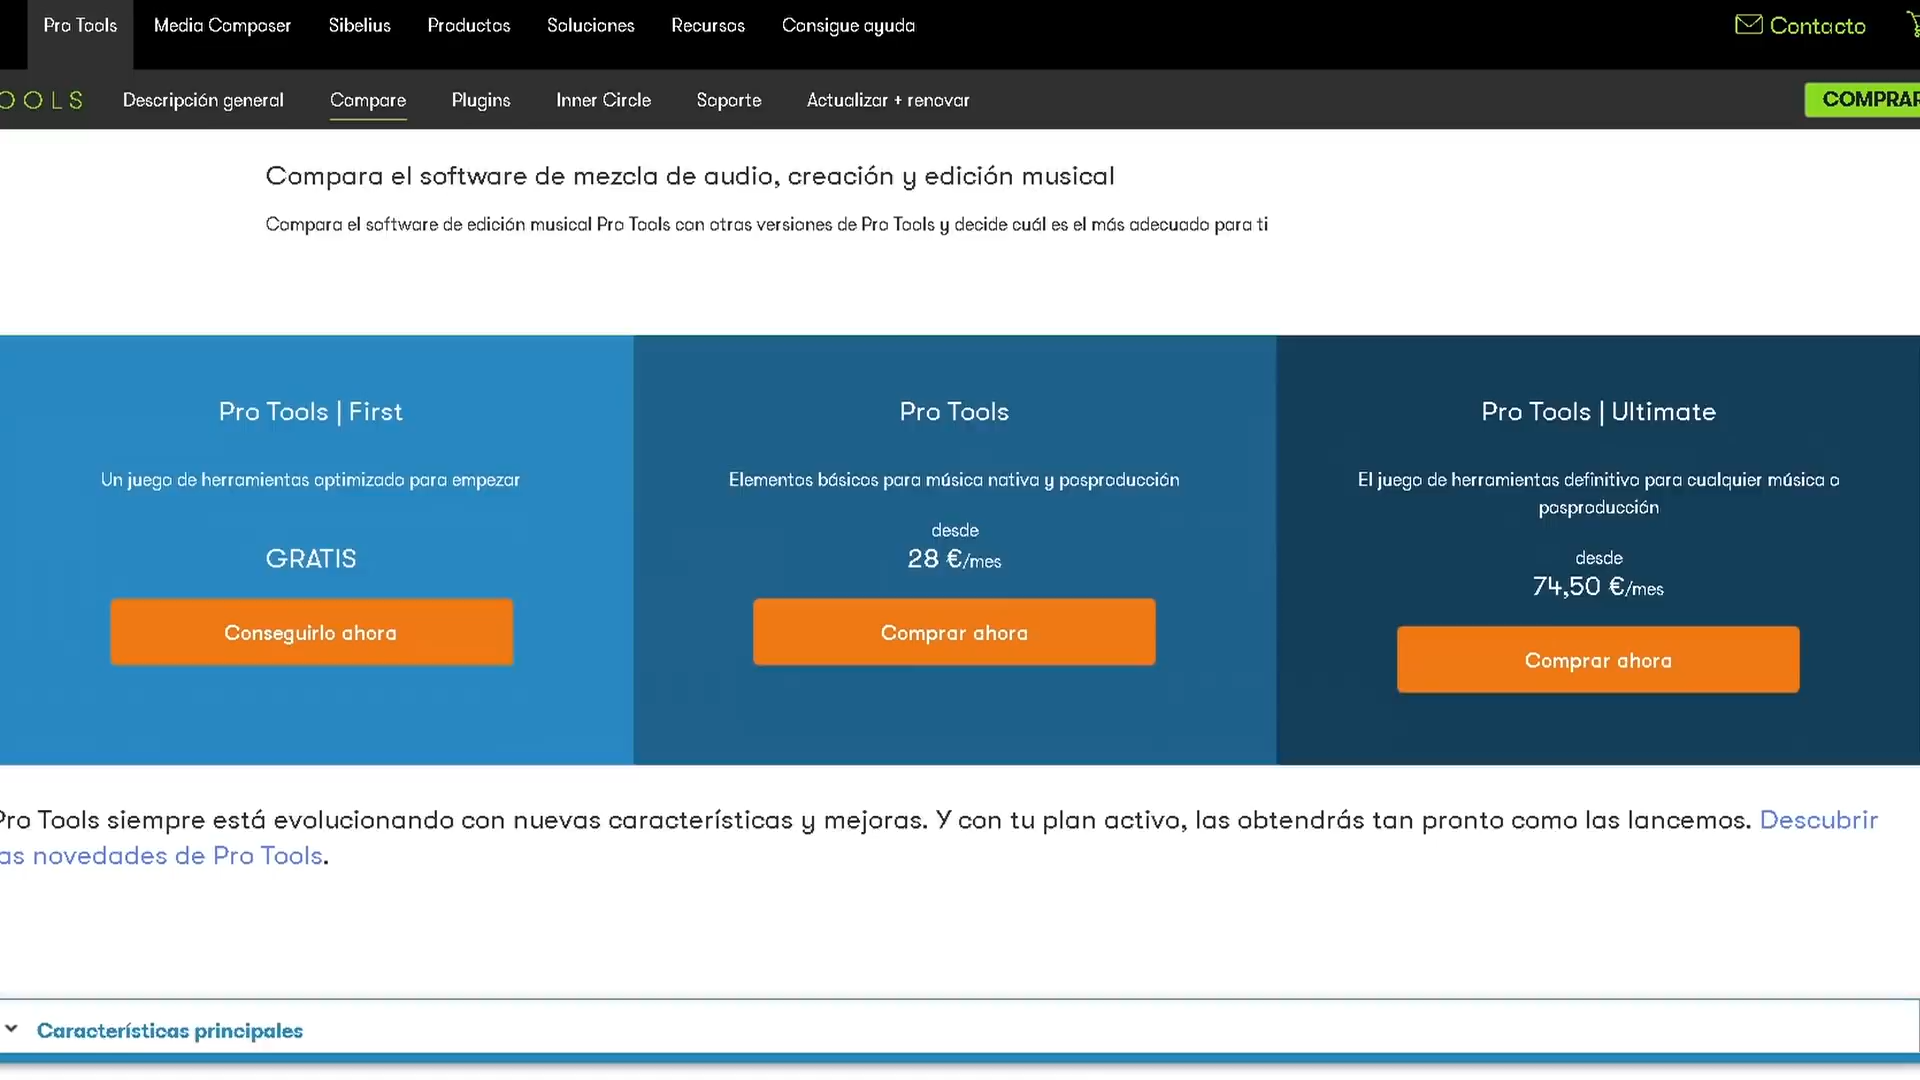 Pro Tools Media Composer Sibelius Productos Soluciones Recursos Consigue ayuda Contacto
OOLS Descripción general Compare Plugins Inner Circle Soporte Actualizar + renovar COMPRAR
Compara el software de mezcla de audio, creación y edición musical
Compara el software de edición musical Pro Tools con otras versiones de Pro Tools y decide cuál es el más adecuado para ti
Pro Tools | First
Un juego de herramientas optimizado para empezar
GRATIS
Conseguirlo ahora
Pro Tools
Elementos básicos para música nativa y posproducción
desde
28 €/mes
Comprar ahora
Pro Tools | Ultimate
El juego de herramientas definitivo para cualquier música o
posproducción
desde
74,50 €/mes
Comprar ahora
Pro Tools siempre está evolucionando con nuevas características y mejoras. Y con tu plan activo, las obtendrás tan pronto como las lancemos. Descubrir
as novedades de Pro Tools.
Características principales